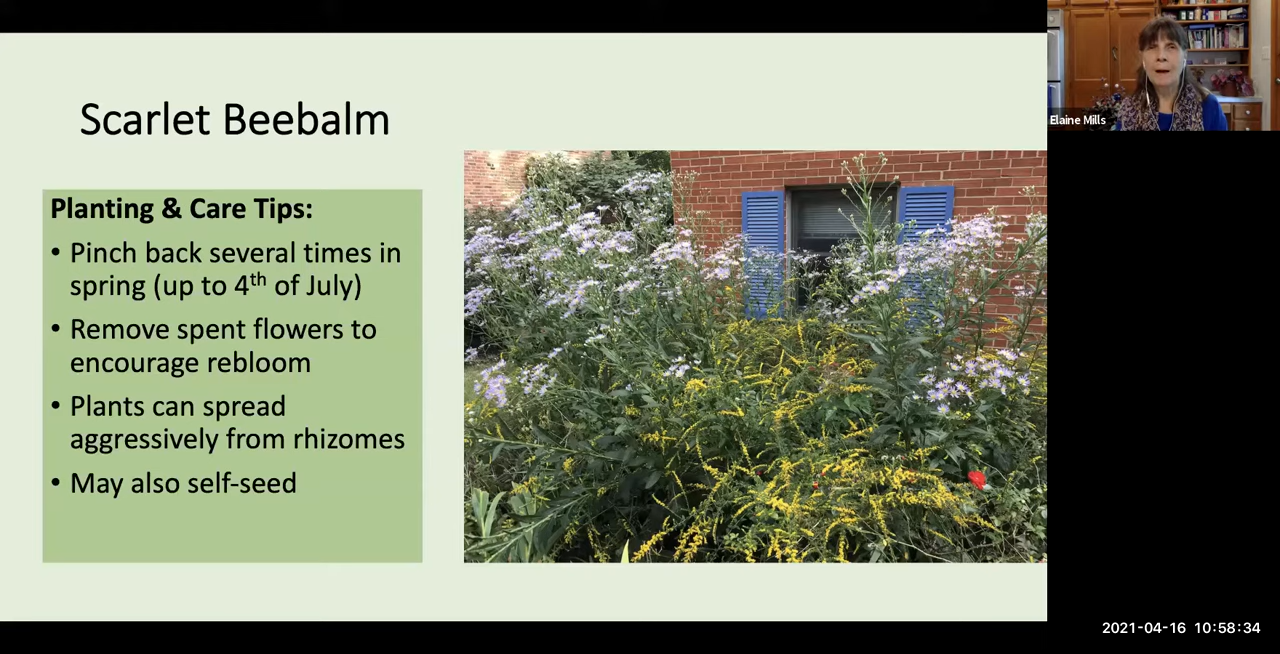 Scarlet Beebalm
Planting & Care Tips:
• Pinch back several times in
spring (up to 4th of July)
• Remove spent flowers to
encourage rebloom
• Plants can spread
aggressively from rhizomes
• May also self-seed
Elaine Mills
2021-04-16 10:58:34